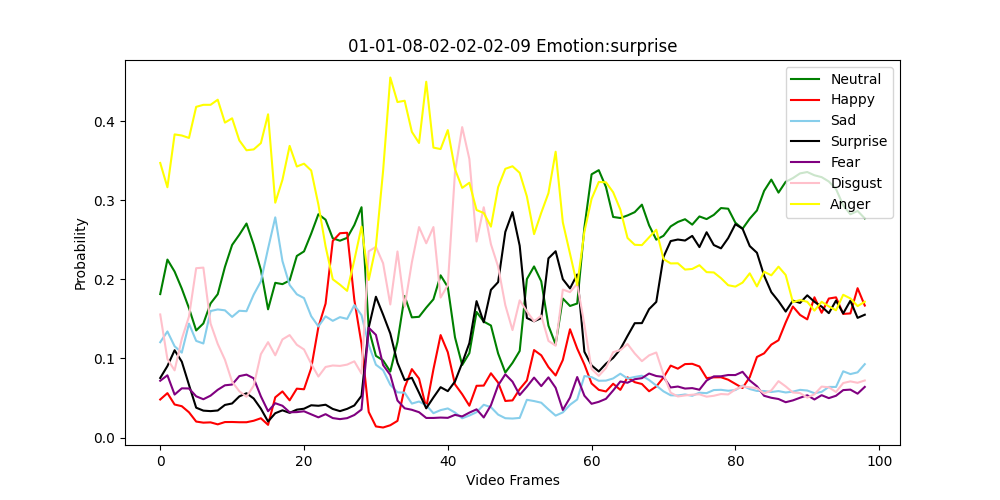 01-01-08-02-02-02-09 Emotion:surprise
Probability
0.4
0.3
0.2
0.1
0.0
0
20
40
60
80
100
Video Frames
Neutral
Happy
Sad
Surprise
Fear
Disgust
Anger